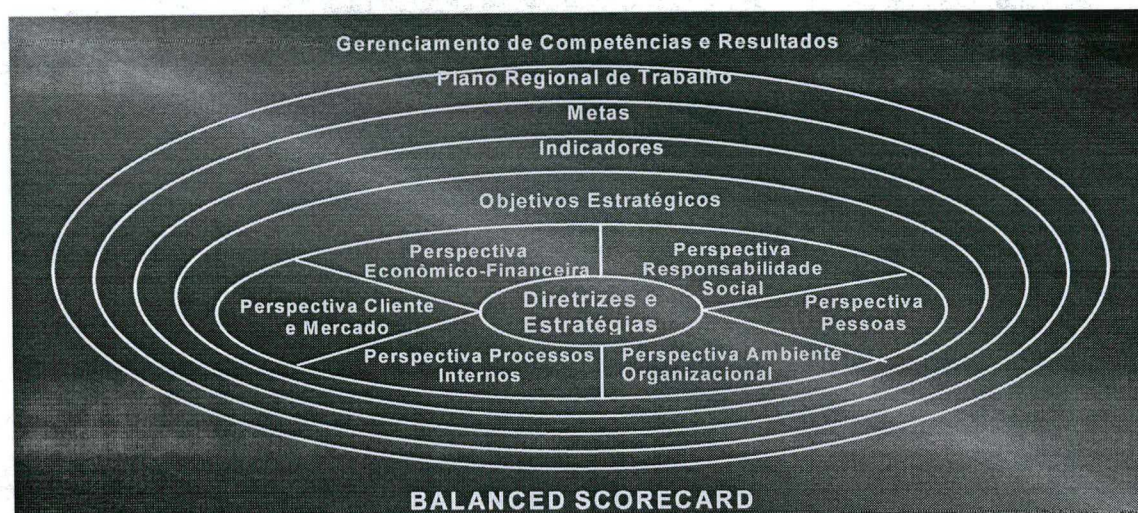 Gerenciamento de Competências e Resultados
Plano Regional de Trabalho
Metas
Indicadores
Objetivos Estratégicos
Perspectiva
Econômico-Financeira
Perspectiva
Responsabilidade
Social
Perspectiva Cliente
e Mercado
Diretrizes e
Estratégias
Perspectiva
Pessoas
Perspectiva Processos
Internos
Perspectiva Ambiente
Organizacional
BALANCED SCORECARD